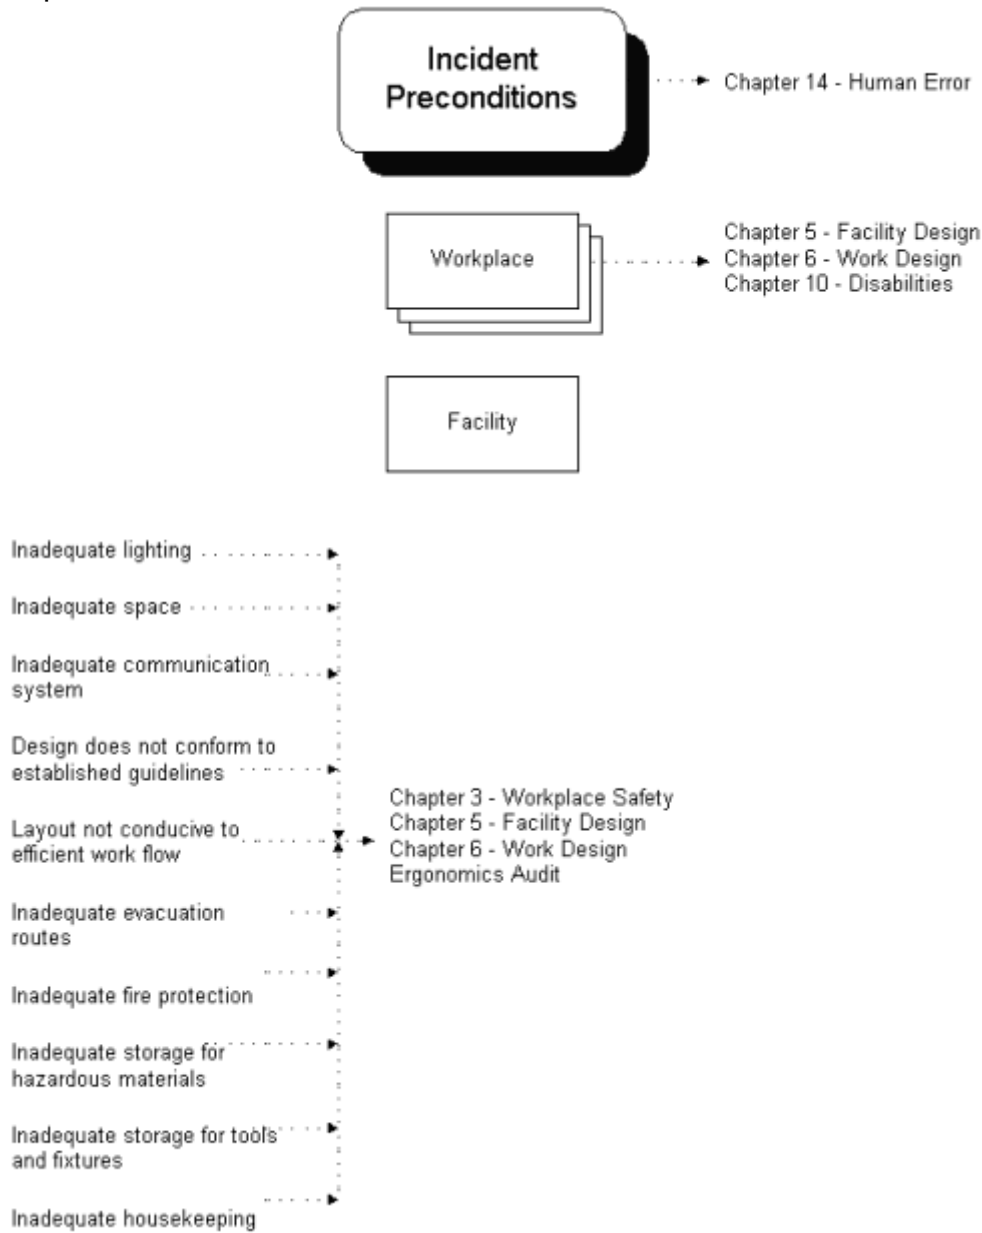 Incident
Preconditions
Chapter 14 - Human Error
Workplace
Chapter 5 - Facility Design
Chapter 6 - Work Design
Chapter 10 - Disabilities
Facility
Inadequate lighting
Inadequate space
Inadequate communication
system
Design does not conform to
established guidelines
Layout not conducive to
efficient work flow
Chapter 3 - Workplace Safety
Chapter 5 - Facility Design
Chapter 6 - Work Design
Ergonomics Audit
Inadequate evacuation
routes
Inadequate fire protection
Inadequate storage for
hazardous materials
Inadequate storage for tools
and fixtures
Inadequate housekeeping